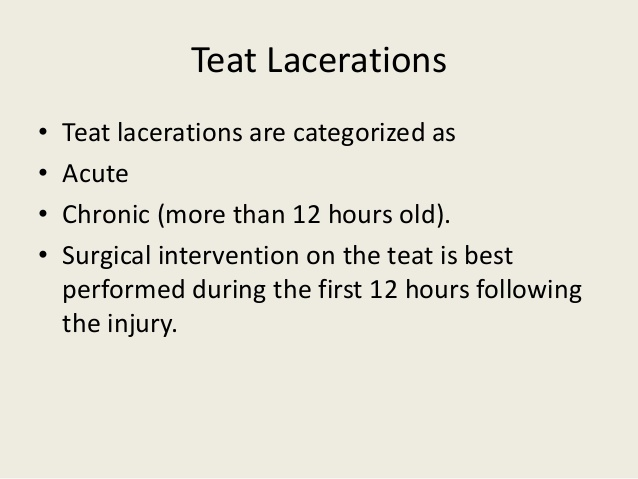 Teat Lacerations
• Teat lacerations are categorized as
• Acute
• Chronic (more than 12 hours old).
• Surgical intervention on the teat is best
performed during the first 12 hours following
the injury.